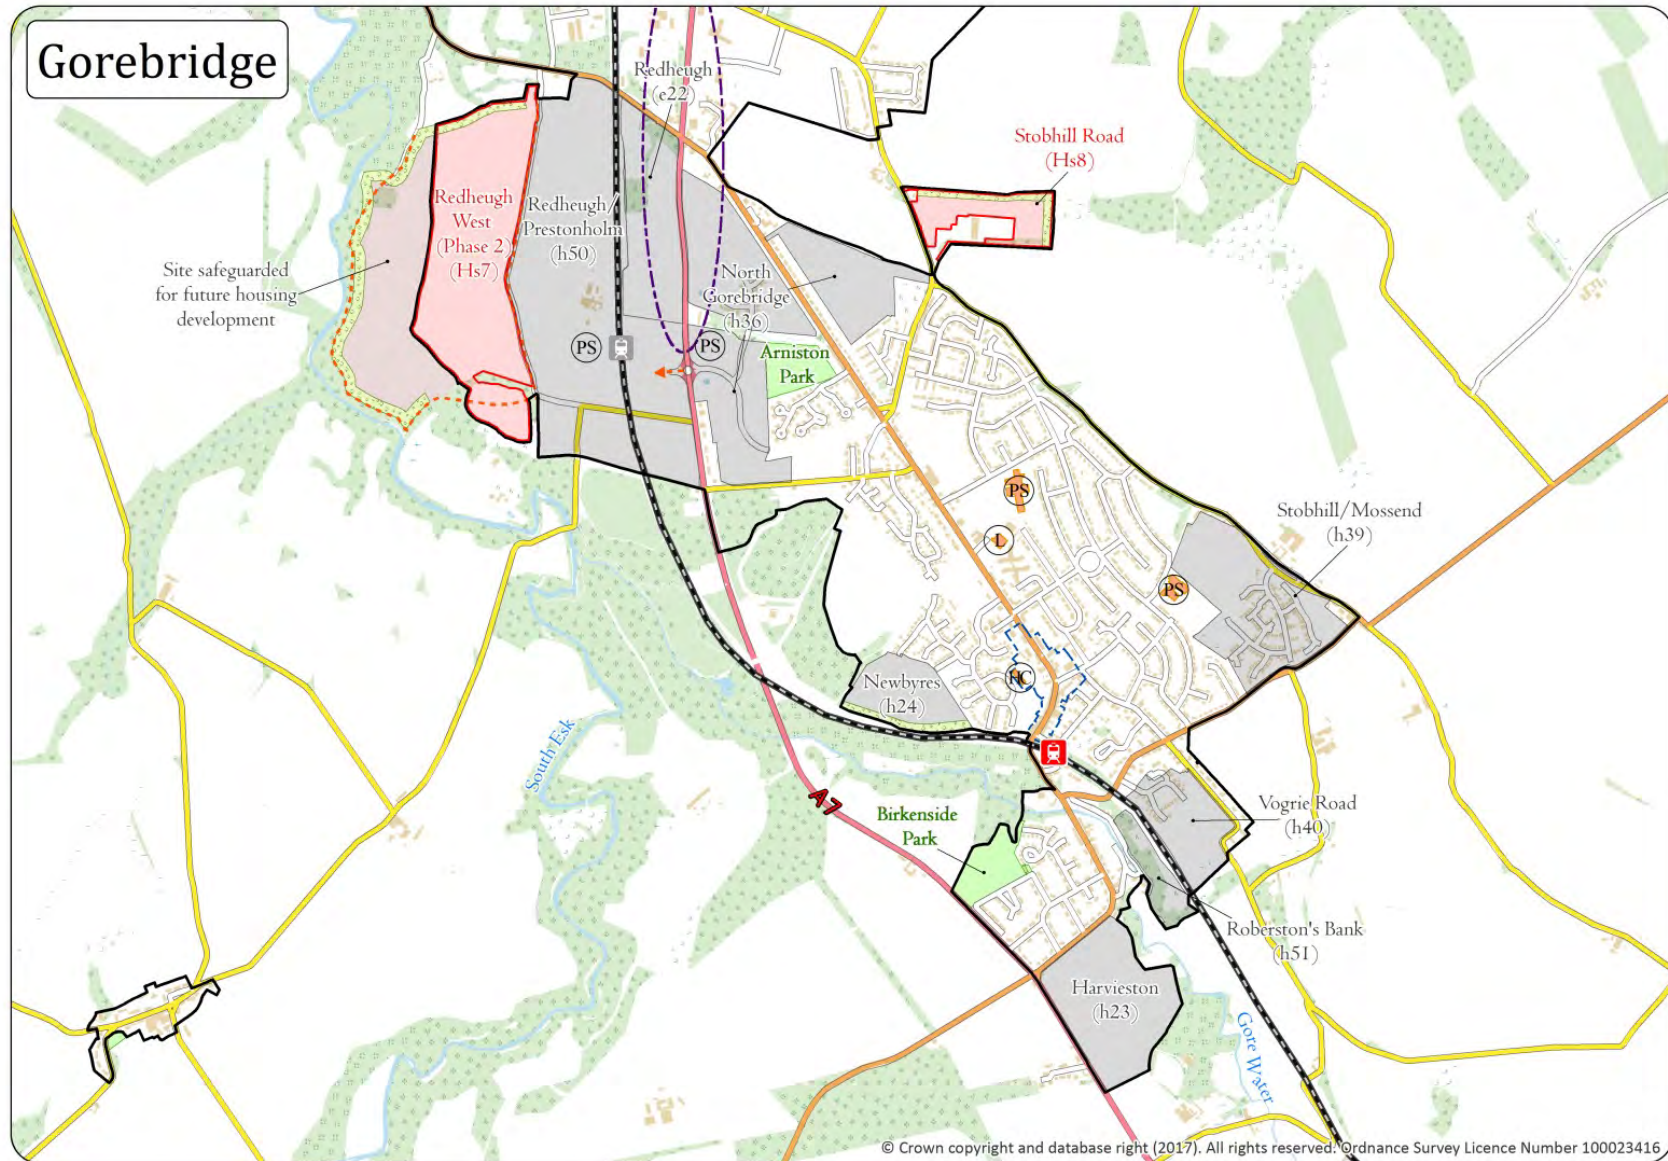 Gorebridge
Redheugh
(e22)
Stobhill Road
(Hs8)
Redheugh
West
(Phase 2)
(Hs7)
Redheugh/
Prestonholm
(h50)
Site safeguarded
for future housing
development
North
Gorebridge
(h36)
PS
PS
Arniston
Park
PS
L
Stobhill/Mossend
(h39)
PS
HC
Newbyres
(h24)
South Esk
A7
Birkenside
Park
Vogrie Road
(h40)
Roberston's Bank
(h51)
Harvieston
(h23)
Gore Water
© Crown copyright and database right (2017). All rights reserved. Ordnance Survey Licence Number 100023416